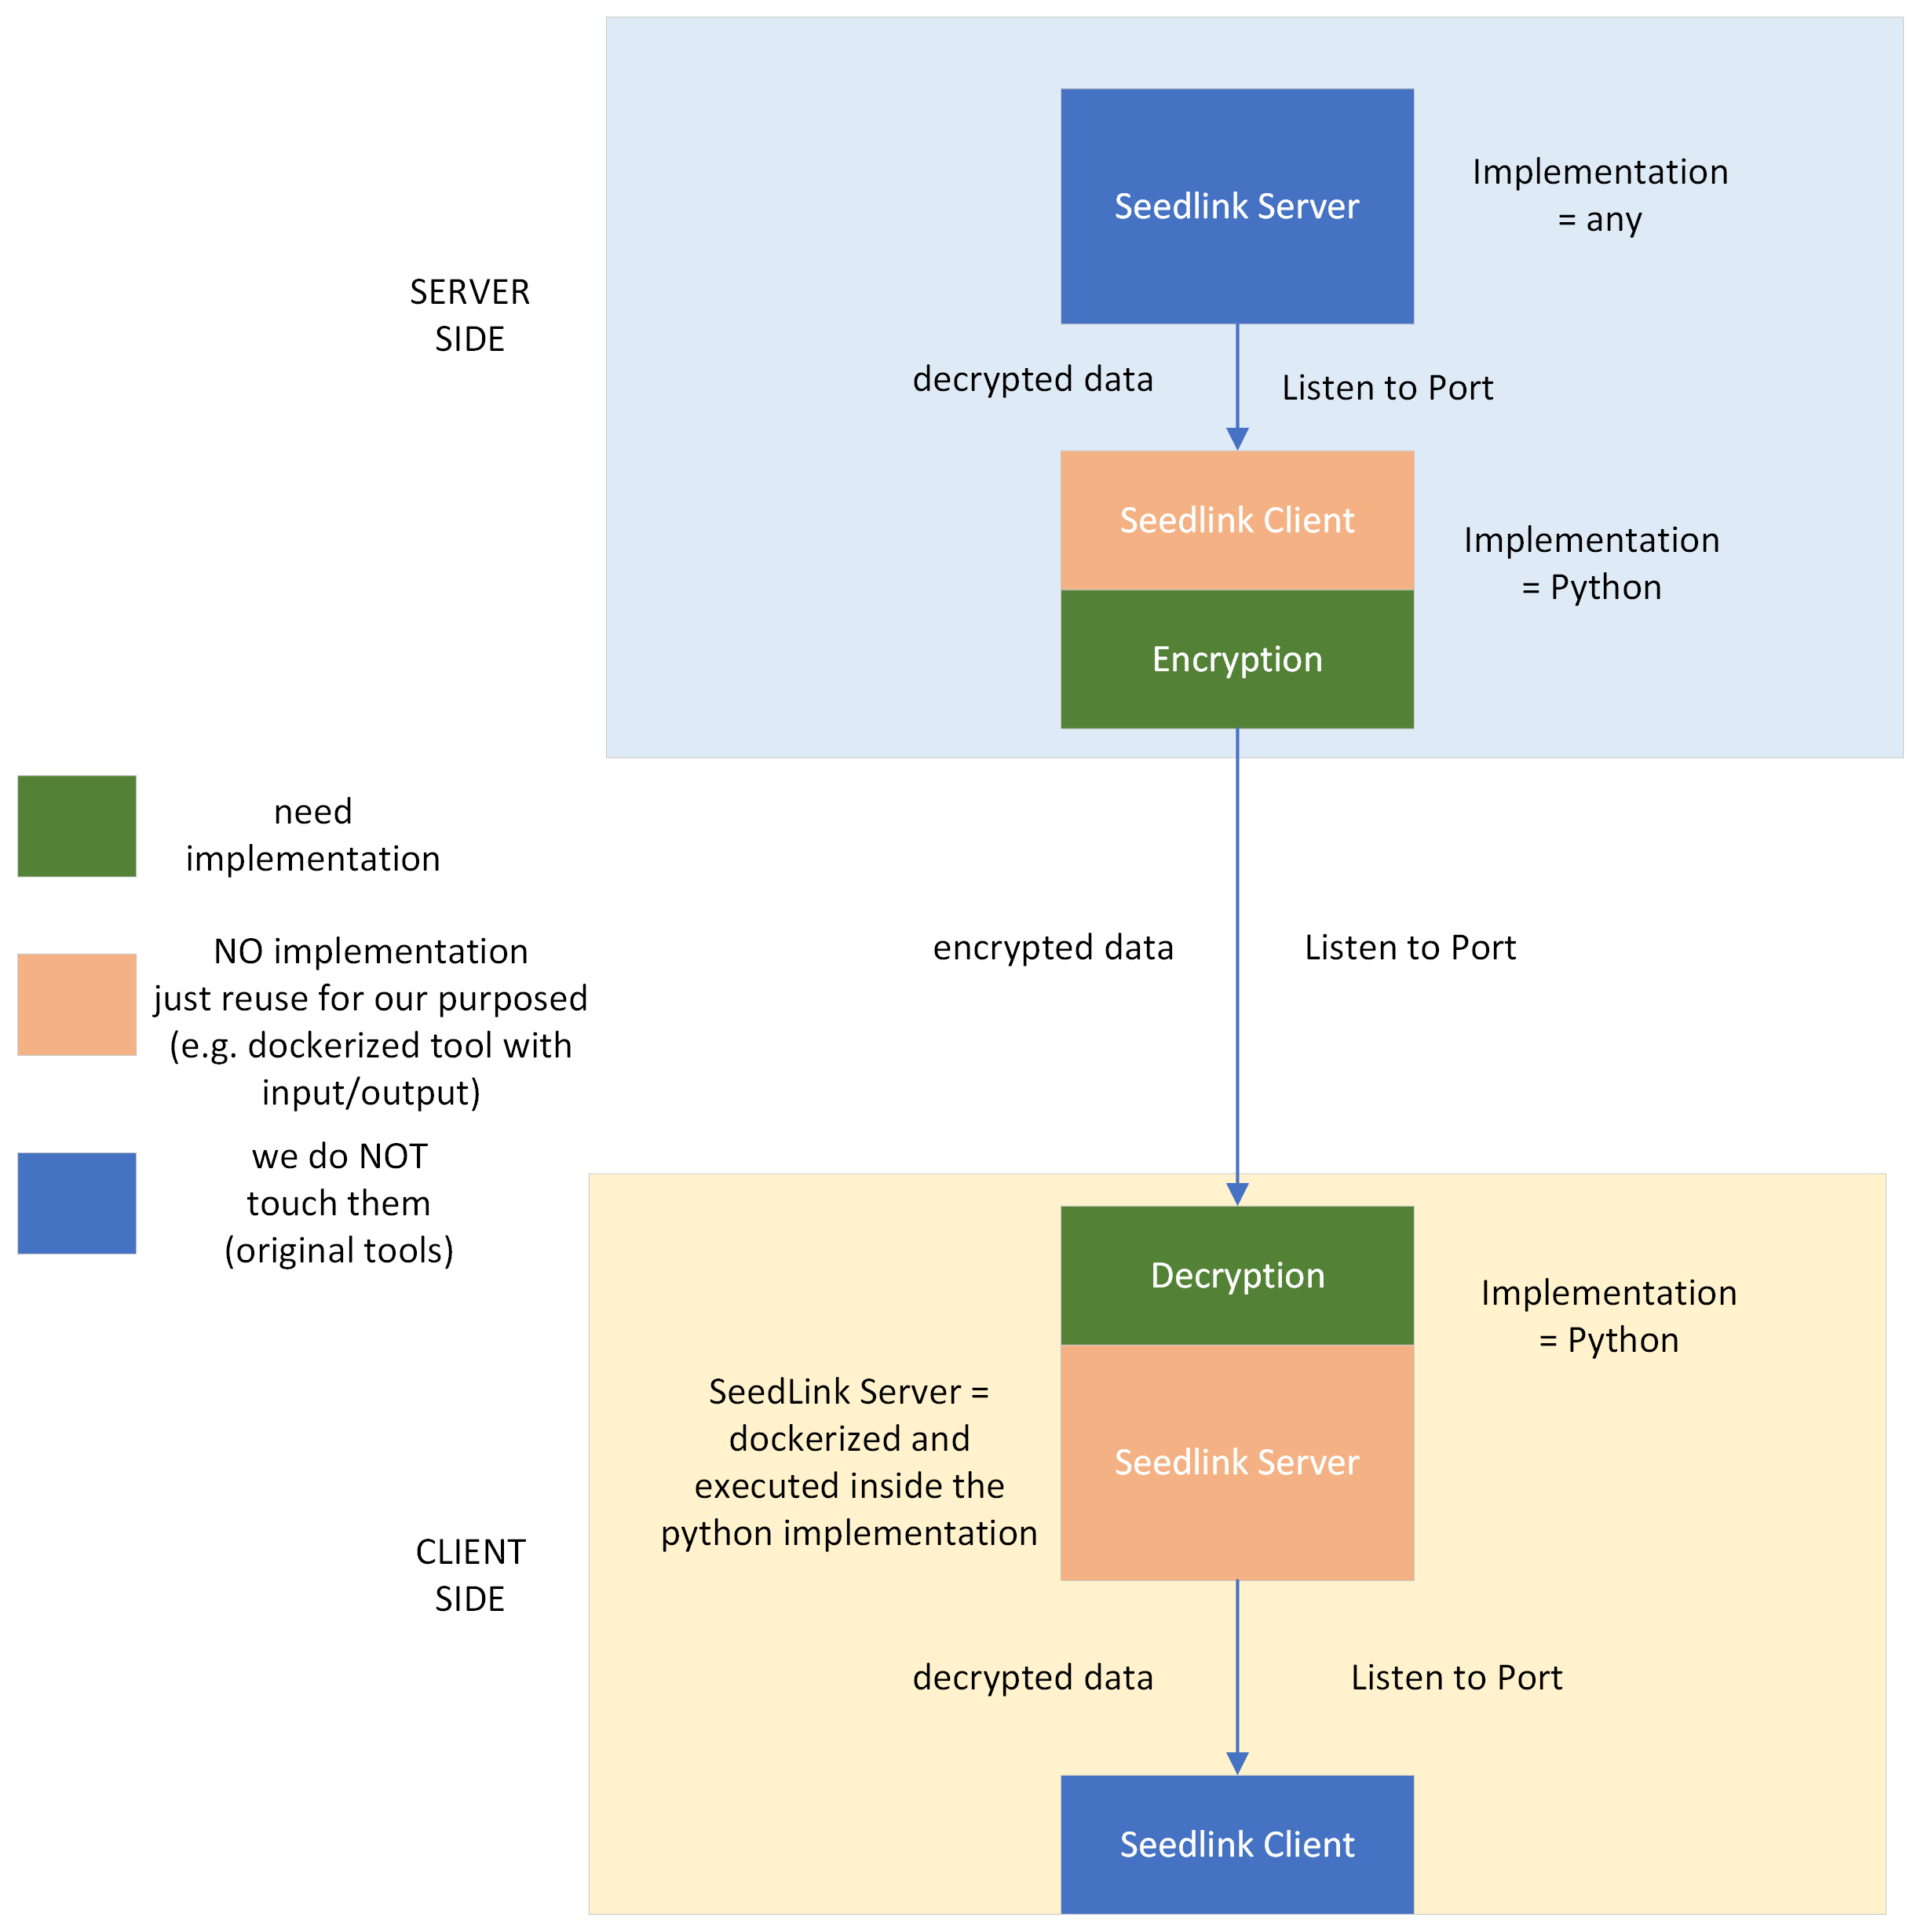 Seedlink Server
Implementation
= any
SERVER
SIDE
decrypted data
Listen to Port
Seedlink Client
Implementation
= Python
Encryption
need
implementation
NO implementation
just reuse for our purposed
(e.g. dockerized tool with
input/output)
we do NOT
touch them
(original tools)
encrypted data
Listen to Port
Decryption
Implementation
= Python
SeedLink Server =
dockerized and
executed inside the
python implementation
Seedlink Server
CLIENT
SIDE
decrypted data
Listen to Port
Seedlink Client